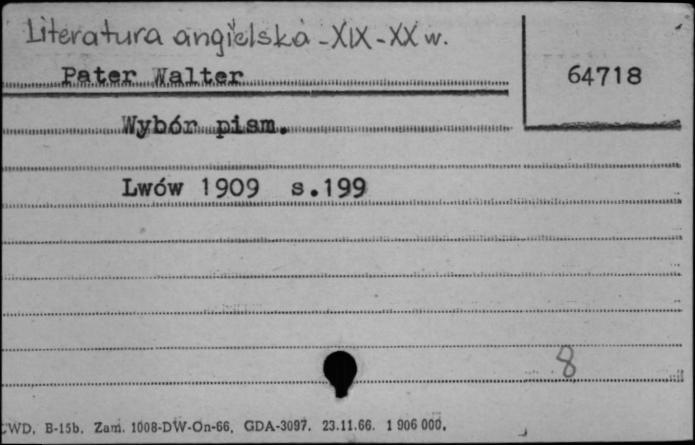 Literatura angielska - XIX - XX w.
Pater Walter
64718
Wybór pism.
Lwów 1909 s.199
8
CWD. B-15b. Zam. 1008-DW-On-66. GDA-3097. 23.11.66. 1 906 000.